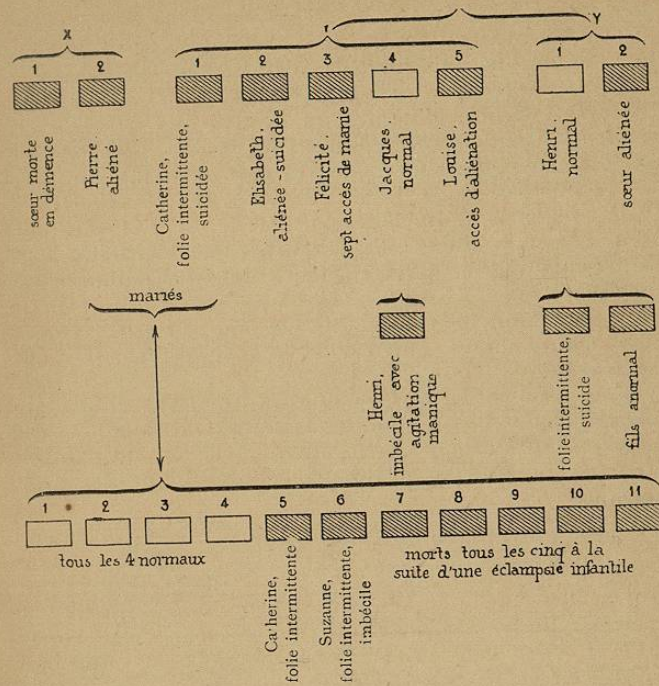 X
Y
1
2
1
2
3
4
5
1
2
sœur morte
en démence
Pierre.
aliéné
Catherine,
folie intermittente,
suicidée
Elisabeth,
aliénée - suicidée
Félicité.
sept accès de manie
Jacques.
normal
Louise.
accès d'aliénation
Henri.
normal
sœur aliénée
mariés
Henri,
imbécile avec
agitation
manique
folie intermittente,
suicide
fils anormal
1
2
3
4
5
6
7
8
9
10
11
tous les 4 normaux
Catherine,
folie intermittente
Suzanne,
folie intermittente,
imbécile
morts tous les cinq à la
suite d'une éclampsie infantile